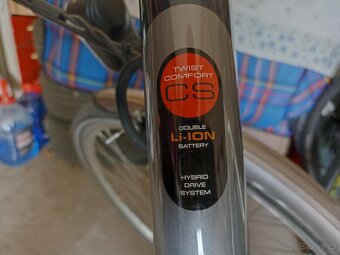 TWIST
COMFORT
CS
DOUBLE
Li-ION
BATTERY
HYBRID
DRIVE
SYSTEM